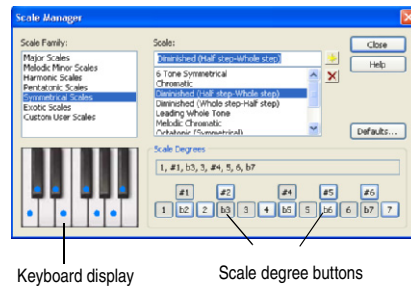 Scale Manager
Scale Family:
Major Scales
Melodic Minor Scales
Harmonic Scales
Pentatonic Scales
Symmetrical Scales
Exotic Scales
Custom User Scales
Scale:
Diminished (Half step-Whole step)
6 Tone Symmetrical
Chromatic
Diminished (Half step-Whole step)
Diminished (Whole step-Half step)
Leading Whole Tone
Melodic Chromatic
Octatonic (Symmetrical)
Close
Help
Defaults...
Scale Degrees
1, #1, b3, 3, #4, 5, 6, b7
#1 #2 #4 #5 #6
1 b2 2 b3 3 4 b5 5 b6 6 b7 7
Keyboard display
Scale degree buttons